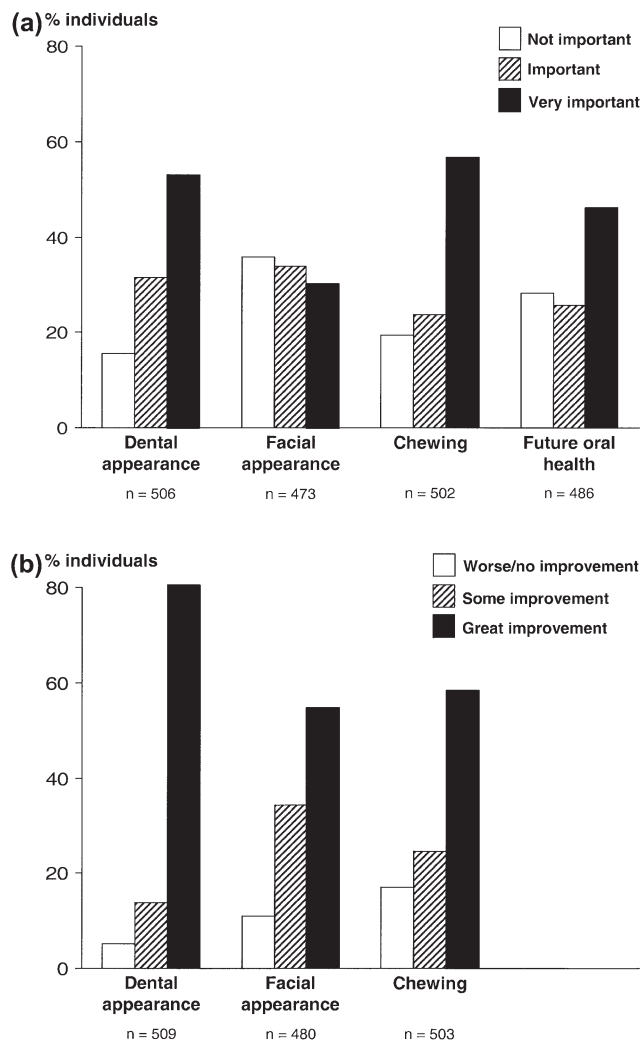 (a) % individuals
Not important
Important
Very important
80
60
40
20
0
Dental appearance
Facial appearance
Chewing
Future oral health
n = 506
n = 473
n = 502
n = 486
(b) % individuals
Worse/no improvement
Some improvement
Great improvement
80
60
40
20
0
Dental appearance
Facial appearance
Chewing
n = 509
n = 480
n = 503